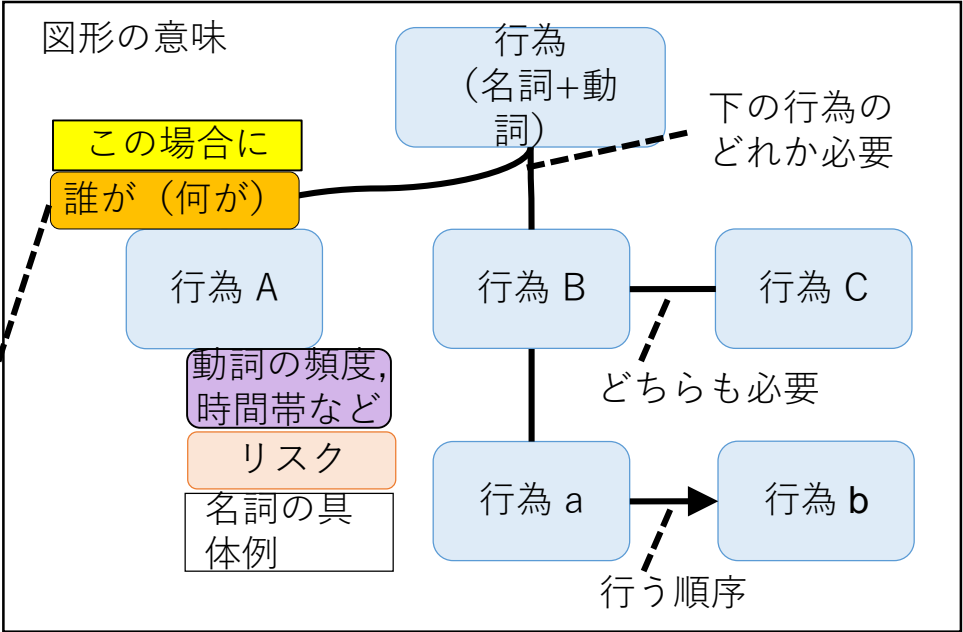 図形の意味
行為
（名詞+動
詞）
下の行為の
どれか必要
この場合に
誰が（何が）
行為 A
行為 B
行為 C
動詞の頻度,
時間帯など
どちらも必要
リスク
名詞の具
体例
行為 a
行為 b
行う順序